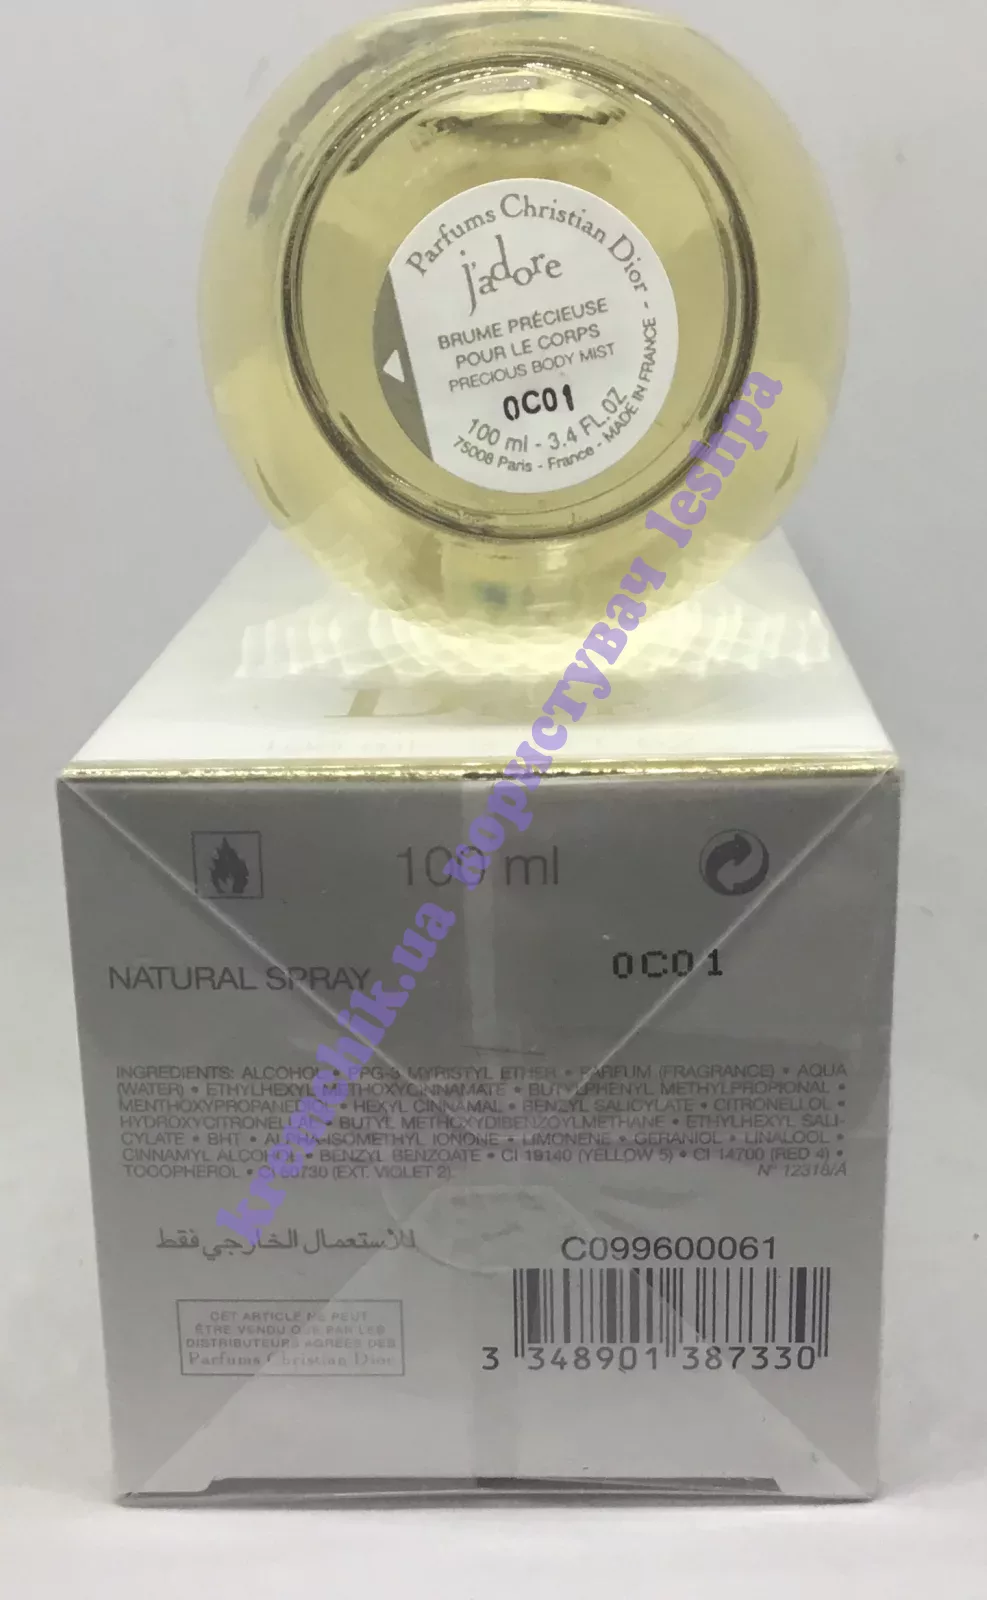 Parfums Christian Dior
j'adore
BRUME PRÉCIEUSE
POUR LE CORPS
PRECIOUS BODY MIST
0C01
100 ml - 3.4 FL.OZ
75008 Paris - France - MADE IN FRANCE -
100 ml
NATURAL SPRAY
0C01
INGREDIENTS: ALCOHOL • PPG-3 MYRISTYL ETHER • PARFUM (FRAGRANCE) • AQUA
(WATER) • ETHYLHEXYL METHOXYCINNAMATE • BUTYLPHENYL METHYLPROPIONAL •
MENTHOXYPROPANEDIOL • HEXYL CINNAMAL • BENZYL SALICYLATE • CITRONELLOL •
HYDROXYCITRONELLAL • BUTYL METHOXYDIBENZOYLMETHANE • ETHYLHEXYL SALI-
CYLATE • BHT • ALPHA-ISOMETHYL IONONE • LIMONENE • GERANIOL • LINALOOL •
CINNAMYL ALCOHOL • BENZYL BENZOATE • CI 19140 (YELLOW 5) • CI 14700 (RED 4) •
TOCOPHEROL • CI 60730 (EXT. VIOLET 2).
N° 12318/A
للاستعمال الخارجي فقط
C099600061
CET ARTICLE NE PEUT
ÊTRE VENDU QUE PAR LES
DISTRIBUTEURS AGRÉÉS DES
Parfums Christian Dior
3 348901 387330
kremchik.ua користувач leshpa